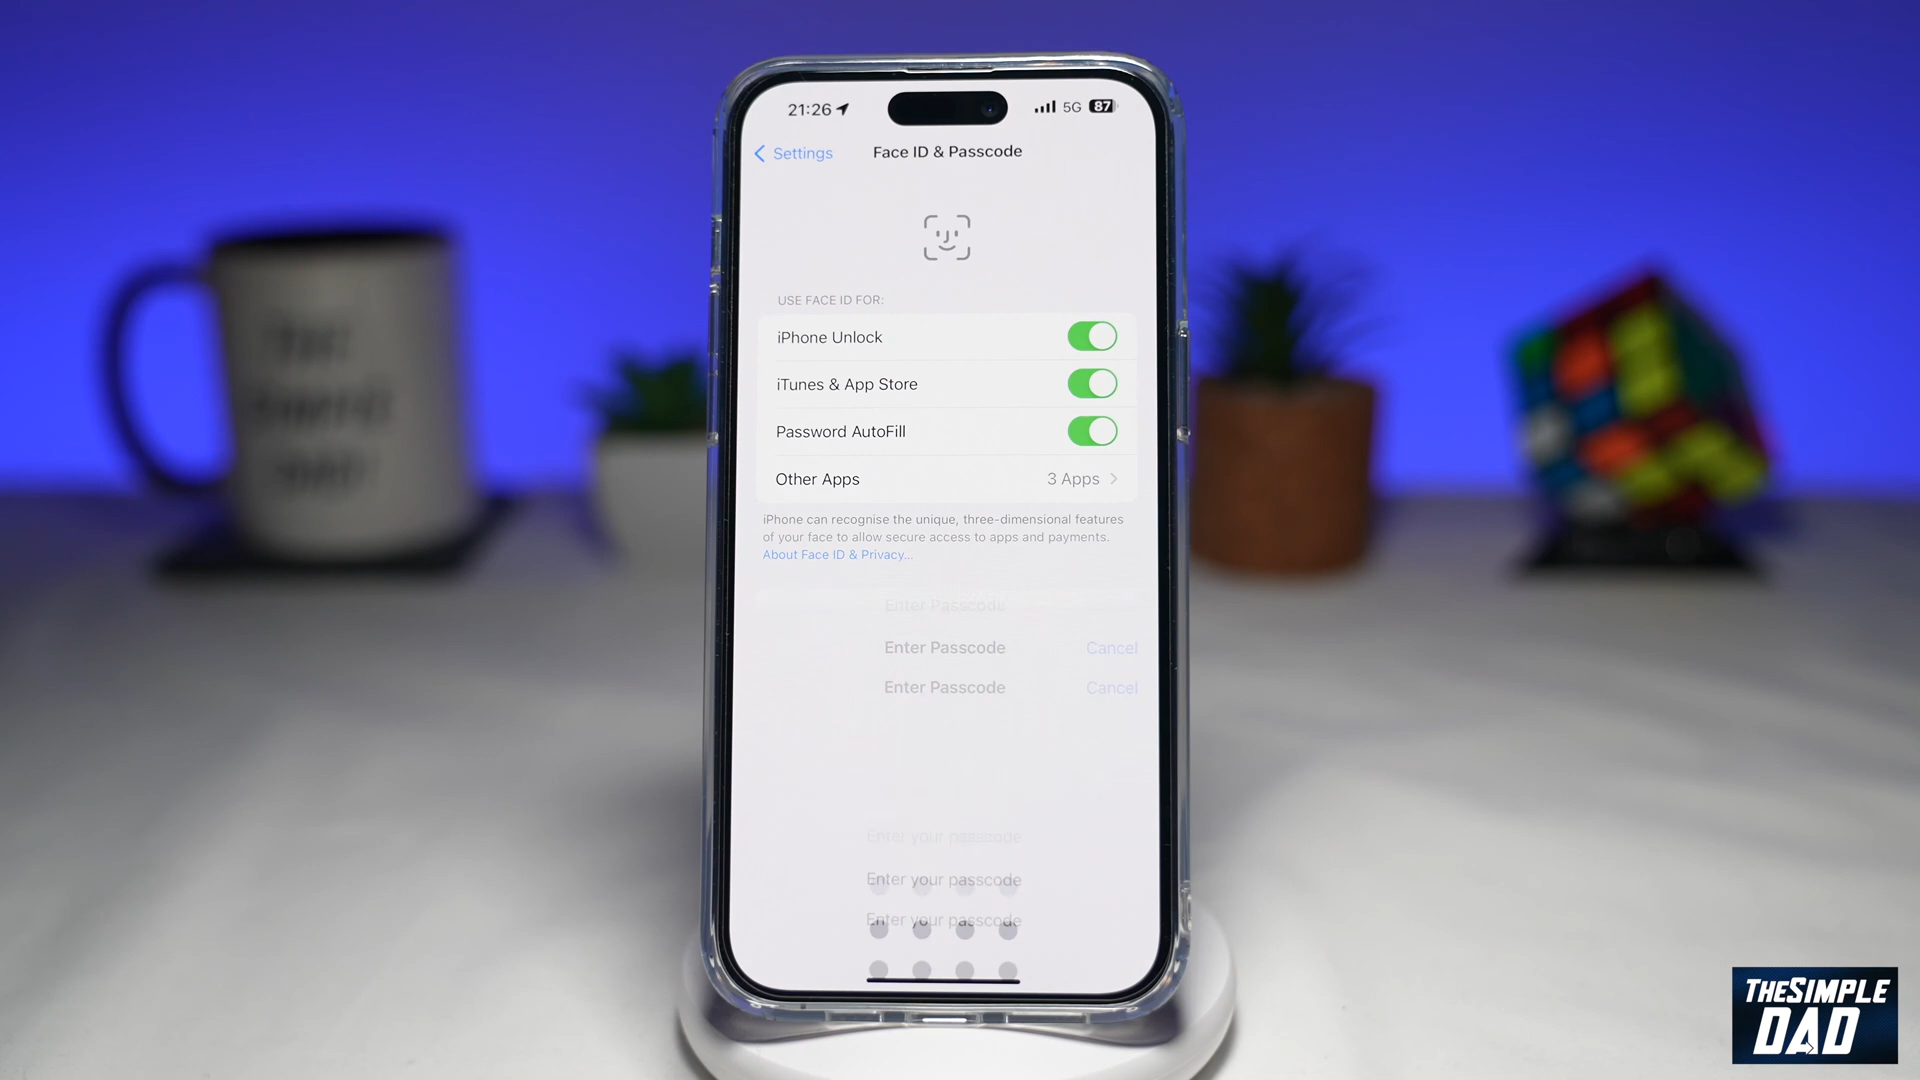 21:26
5G 87
Settings
Face ID & Passcode
USE FACE ID FOR:
iPhone Unlock
iTunes & App Store
Password AutoFill
Other Apps 3 Apps
iPhone can recognise the unique, three-dimensional features
of your face to allow secure access to apps and payments.
About Face ID & Privacy...
Enter Passcode
Enter Passcode Cancel
Enter Passcode Cancel
Enter your passcode
Enter your passcode
Enter your passcode
THE
SIMPLE
DAD
THESIMPLE
DAD